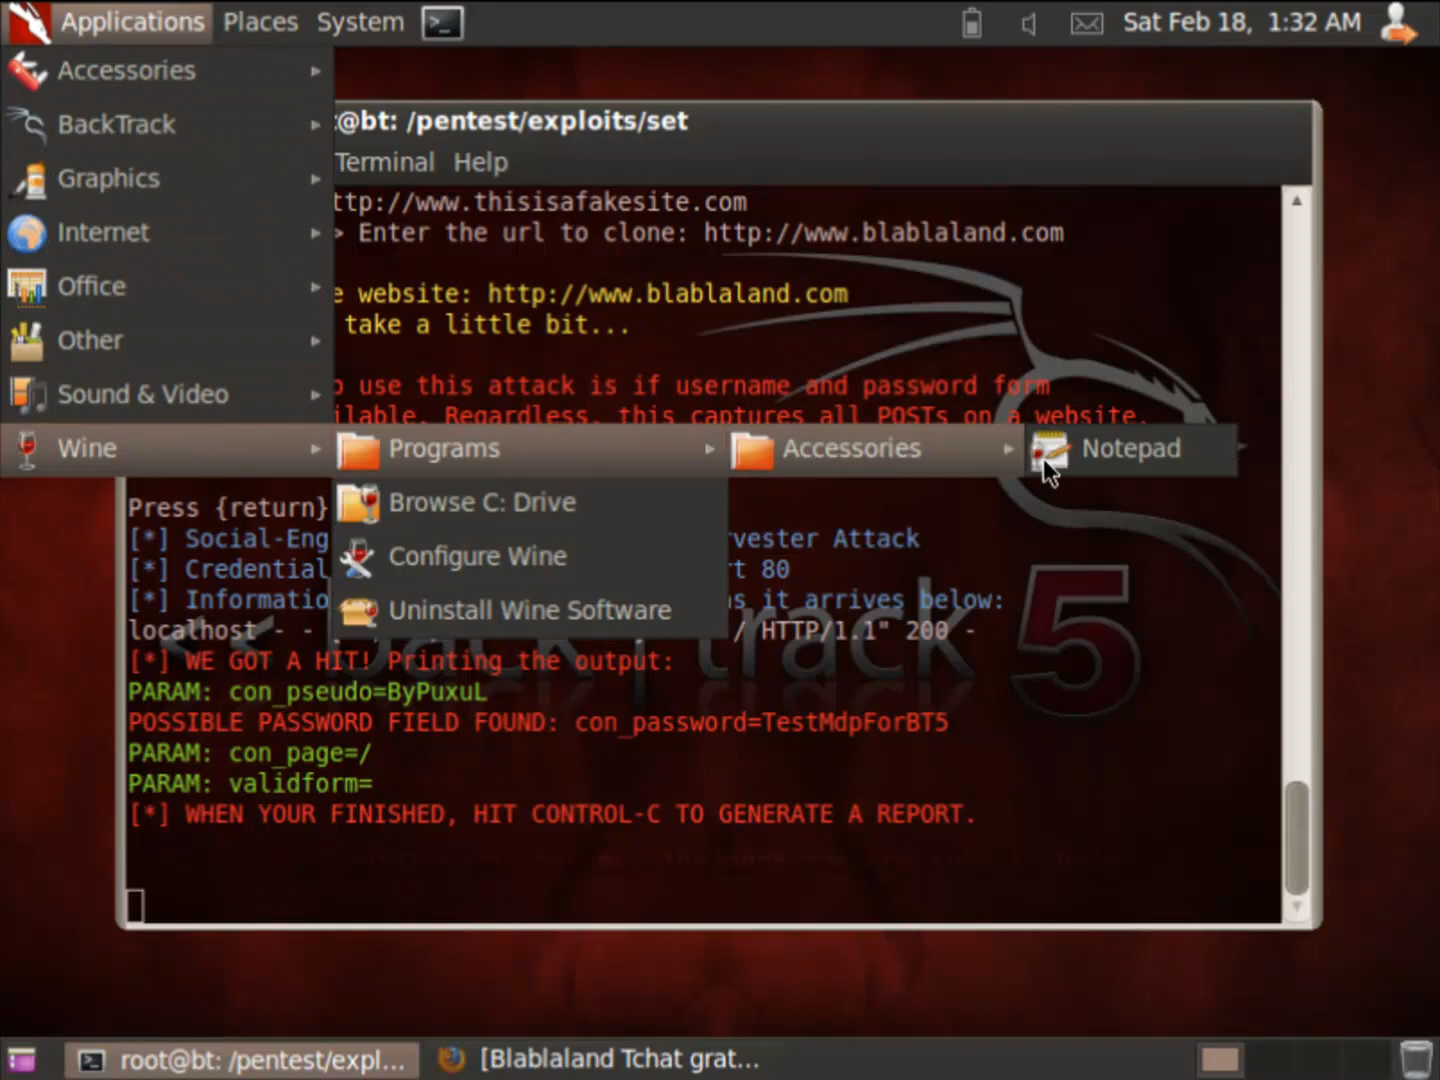 Applications Places System Sat Feb 18, 1:32 AM
Accessories
BackTrack
Graphics
Internet
Office
Other
Sound & Video
Wine
Programs
Browse C: Drive
Configure Wine
Uninstall Wine Software
Accessories
Notepad
@bt: /pentest/exploits/set
Terminal Help
ttp://www.thisisafakesite.com
> Enter the url to clone: http://www.blablaland.com
e website: http://www.blablaland.com
take a little bit...
o use this attack is if username and password form
ilable. Regardless, this captures all POSTs on a website.
Press {return}
[*] Social-Eng vester Attack
[*] Credential rt 80
[*] Informatio s it arrives below:
localhost - - / HTTP/1.1" 200 -
[*] WE GOT A HIT! Printing the output:
PARAM: con_pseudo=ByPuxuL
POSSIBLE PASSWORD FIELD FOUND: con_password=TestMdpForBT5
PARAM: con_page=/
PARAM: validform=
[*] WHEN YOUR FINISHED, HIT CONTROL-C TO GENERATE A REPORT.
<< back | track 5
root@bt: /pentest/expl... [Blablaland Tchat grat...